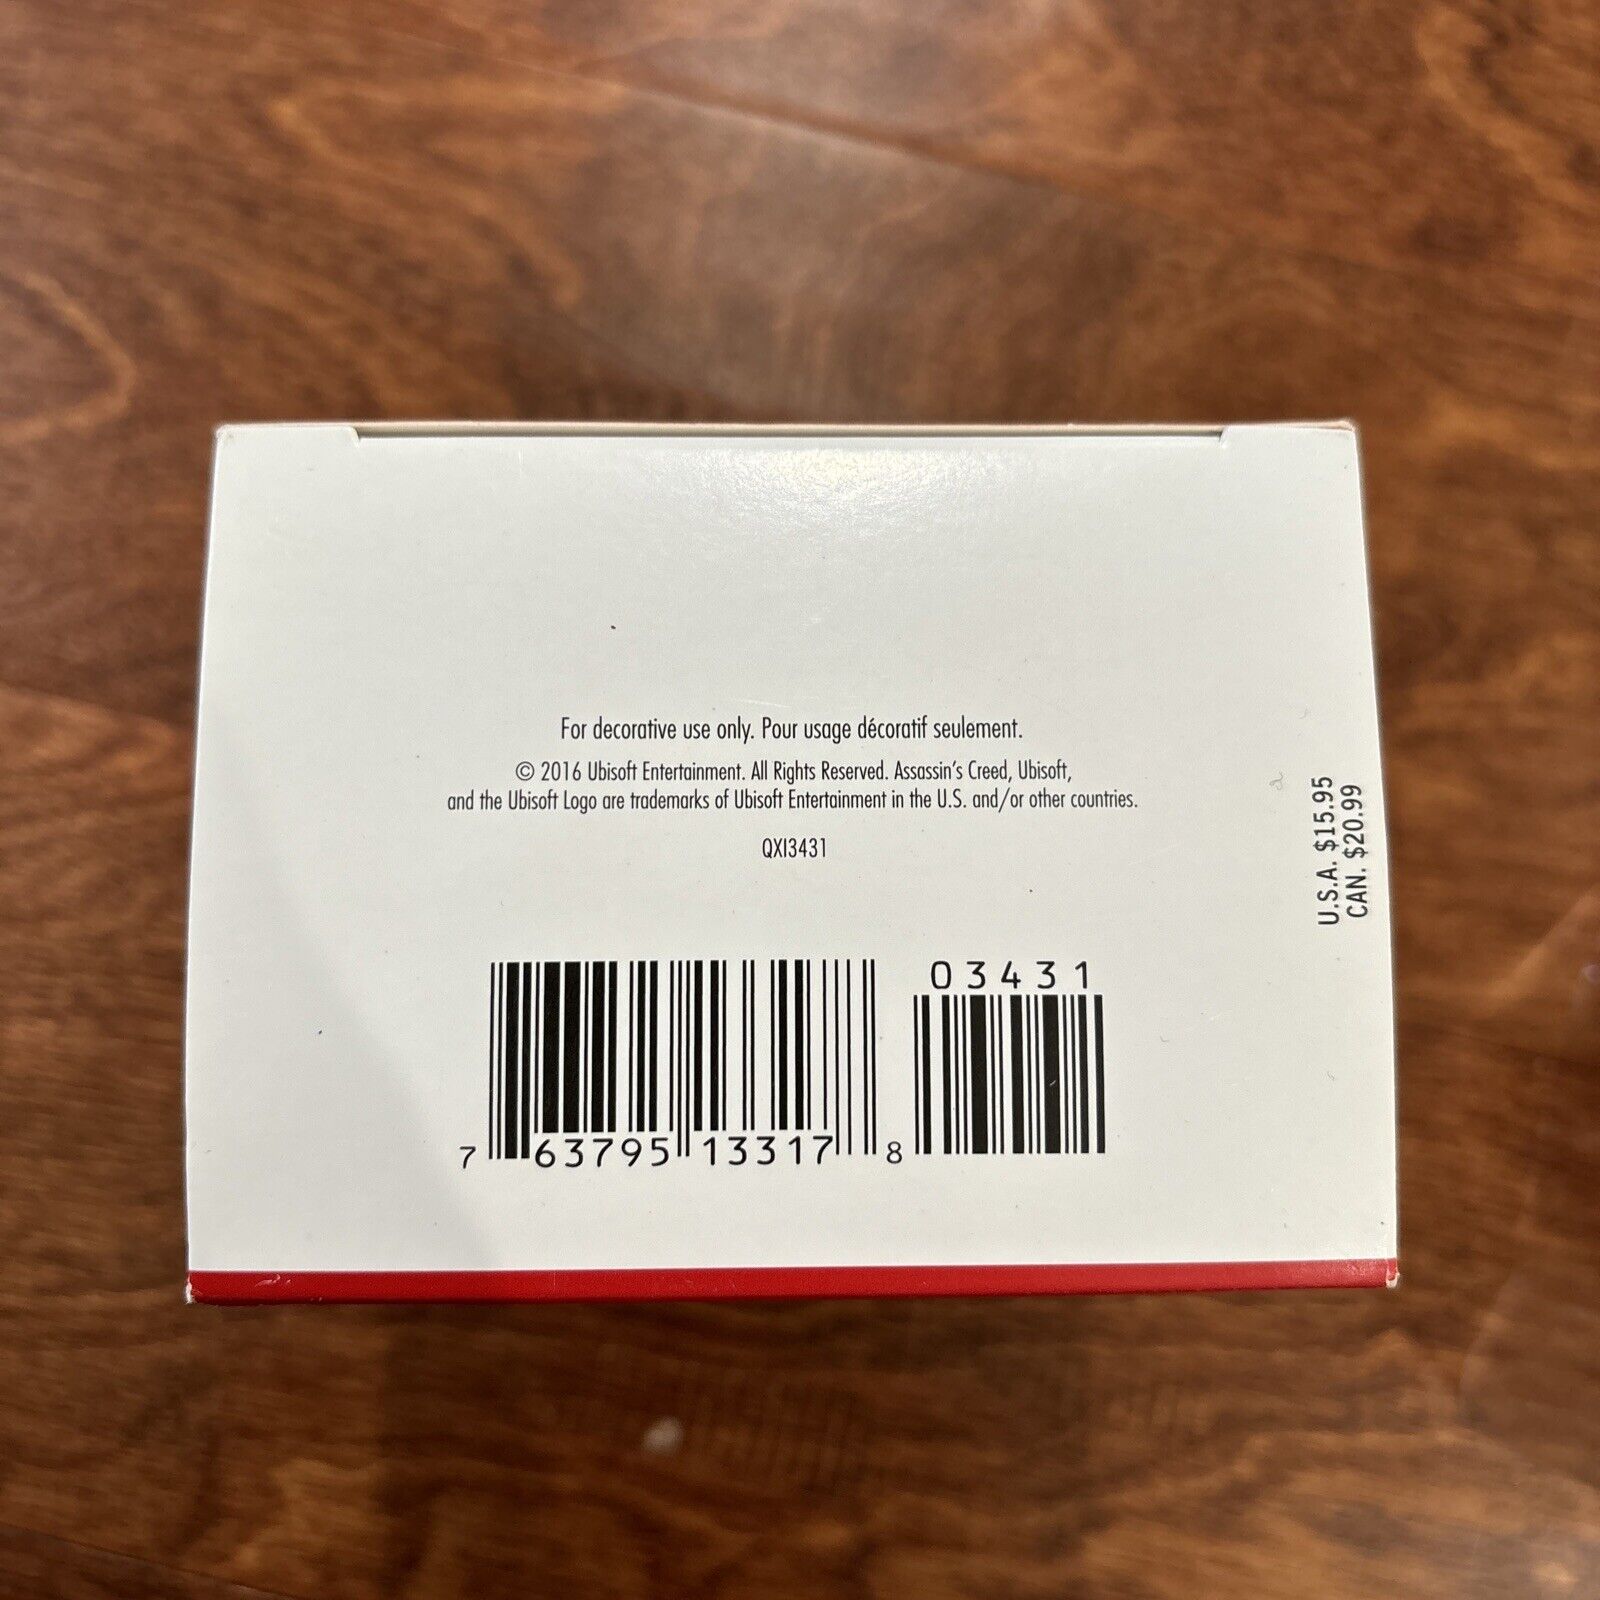 For decorative use only. Pour usage décoratif seulement.
© 2016 Ubisoft Entertainment. All Rights Reserved. Assassin's Creed, Ubisoft,
and the Ubisoft Logo are trademarks of Ubisoft Entertainment in the U.S. and/or other countries.
QXI3431
U.S.A. $15.95
CAN. $20.99
03431
7 63795 13317 8